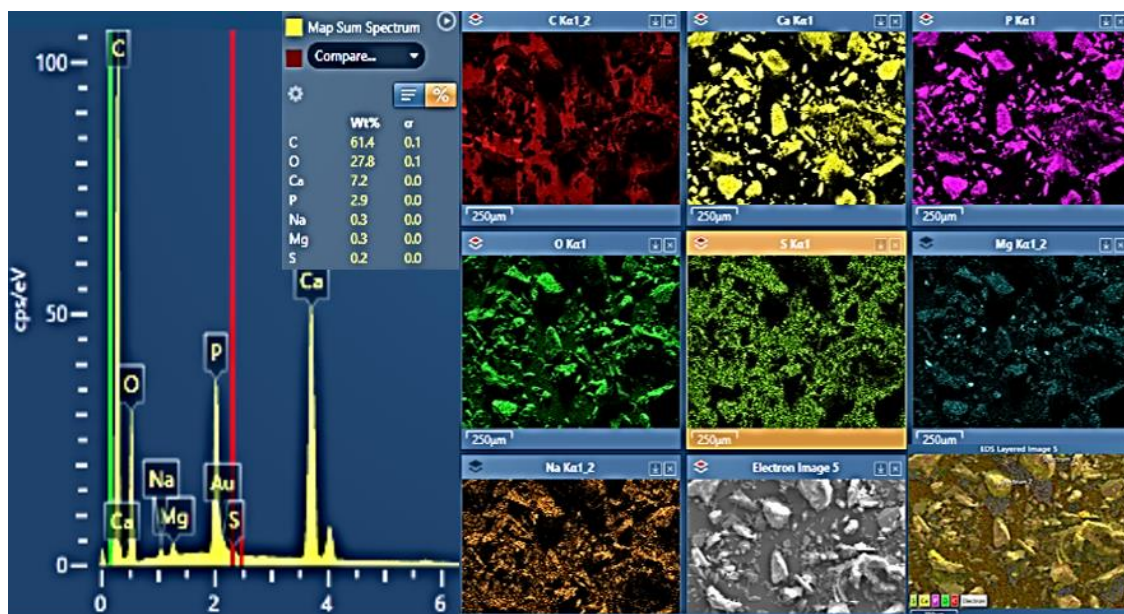 Map Sum Spectrum
Compare...
%
Wt% σ
C 61.4 0.1
O 27.8 0.1
Ca 7.2 0.0
P 2.9 0.0
Na 0.3 0.0
Mg 0.3 0.0
S 0.2 0.0
cps/eV
100
50
0
0 2 4 6
C
O
Ca
Na
Mg
P
Au
S
Ca
C Kα1_2
250µm
Ca Kα1
250µm
P Kα1
250µm
O Kα1
250µm
S Kα1
250µm
Mg Kα1_2
EDS Layered Image 5
Na Kα1_2
Electron Image 5
Electron